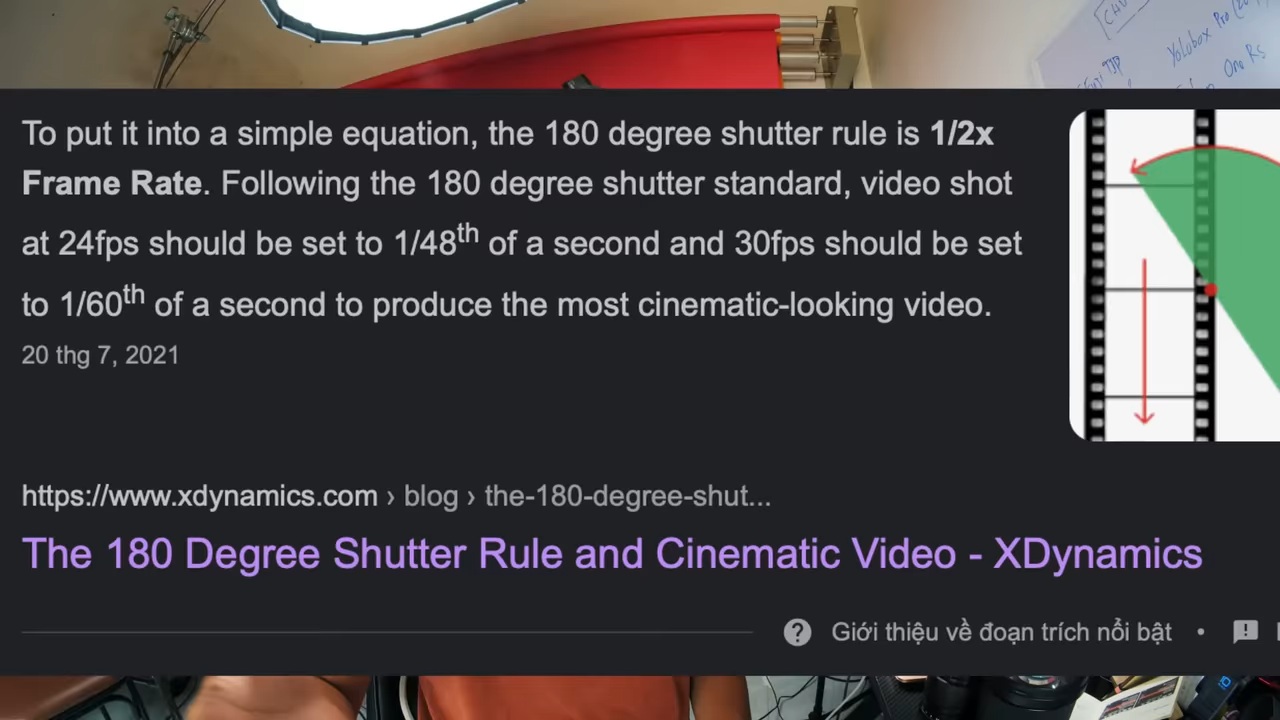 Yolobox Pro
One RS
To put it into a simple equation, the 180 degree shutter rule is 1/2x
Frame Rate. Following the 180 degree shutter standard, video shot
at 24fps should be set to 1/48th of a second and 30fps should be set
to 1/60th of a second to produce the most cinematic-looking video.
20 thg 7, 2021
https://www.xdynamics.com › blog › the-180-degree-shut...
The 180 Degree Shutter Rule and Cinematic Video - XDynamics
Giới thiệu về đoạn trích nổi bật •